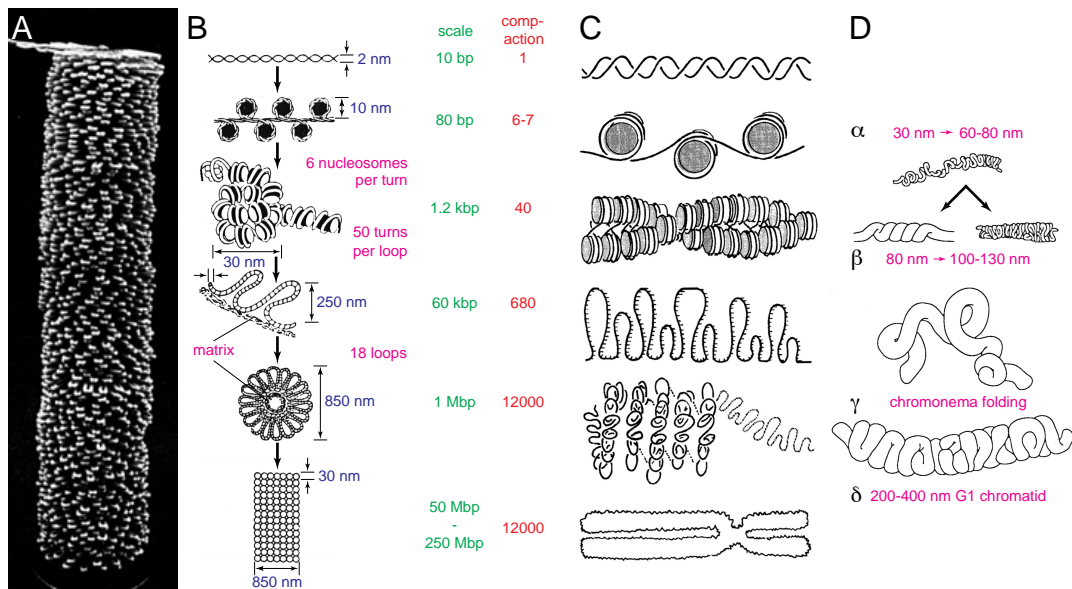 A
B
scale
comp-
action
2 nm
10 bp
1
10 nm
80 bp
6-7
6 nucleosomes
per turn
1.2 kbp
40
50 turns
per loop
30 nm
250 nm
60 kbp
680
matrix
18 loops
850 nm
1 Mbp
12000
30 nm
50 Mbp
-
250 Mbp
12000
850 nm
C
D
α
30 nm → 60-80 nm
β
80 nm → 100-130 nm
chromonema folding
γ
δ
200-400 nm G1 chromatid